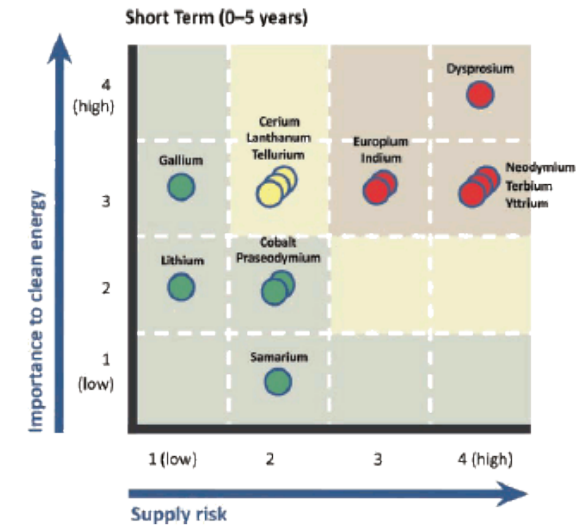 Short Term (0–5 years)
Importance to clean energy
4
(high)
3
2
1
(low)
Dysprosium
Cerium
Lanthanum
Tellurium
Europium
Indium
Gallium
Neodymium
Terbium
Yttrium
Cobalt
Praseodymium
Lithium
Samarium
1 (low)
2
3
4 (high)
Supply risk